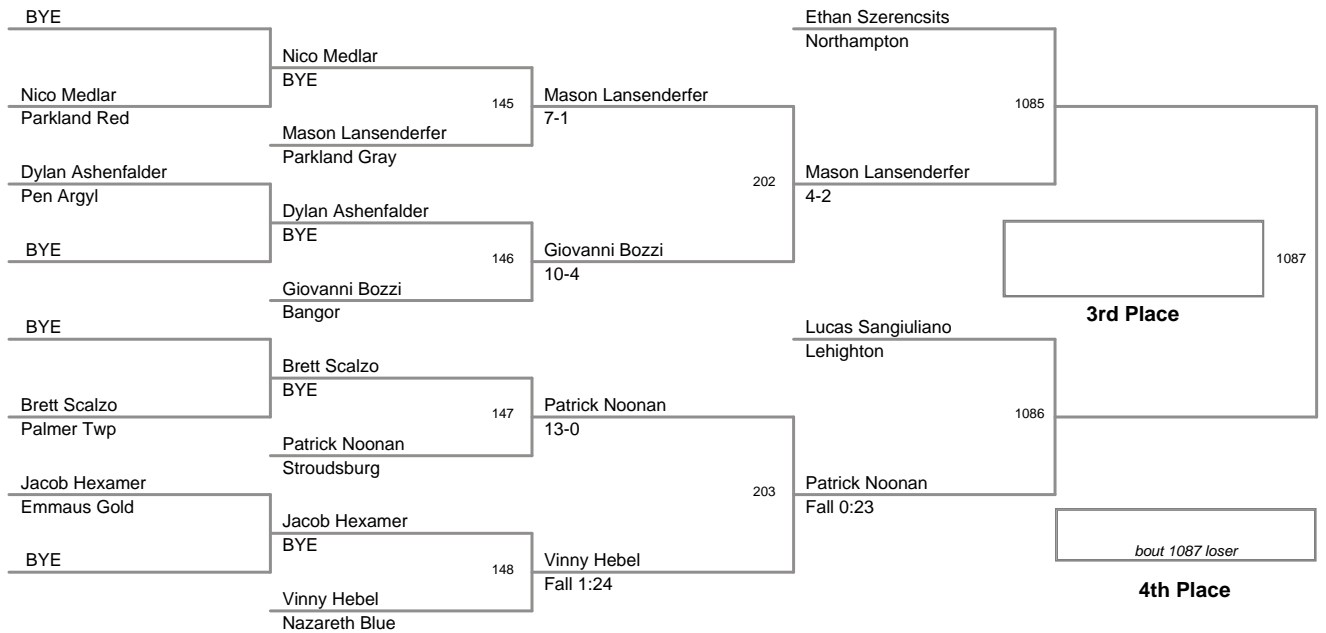 BYE
Nico Medlar
Parkland Red
Dylan Ashenfalder
Pen Argyl
BYE
BYE
Brett Scalzo
Palmer Twp
Jacob Hexamer
Emmaus Gold
BYE
Nico Medlar
BYE
145
Mason Lansenderfer
Parkland Gray
Dylan Ashenfalder
BYE
146
Giovanni Bozzi
Bangor
Brett Scalzo
BYE
147
Patrick Noonan
Stroudsburg
Jacob Hexamer
BYE
148
Vinny Hebel
Nazareth Blue
Mason Lansenderfer
7-1
202
Giovanni Bozzi
10-4
Patrick Noonan
13-0
203
Vinny Hebel
Fall 1:24
Ethan Szerencsits
Northampton
1085
Mason Lansenderfer
4-2
Lucas Sangiuliano
Lehighton
1086
Patrick Noonan
Fall 0:23
1087
3rd Place
bout 1087 loser
4th Place